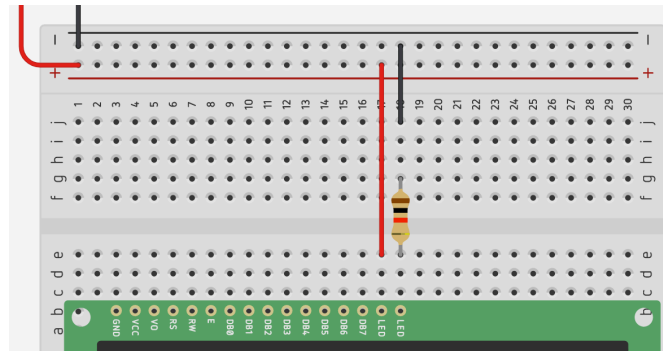 − −
+ +
1 2 3 4 5 6 7 8 9 10 11 12 13 14 15 16 17 18 19 20 21 22 23 24 25 26 27 28 29 30
j j
i i
h h
g g
f f
e e
d d
c c
b b
a
GND VCC VO RS RW E DB0 DB1 DB2 DB3 DB4 DB5 DB6 DB7 LED LED